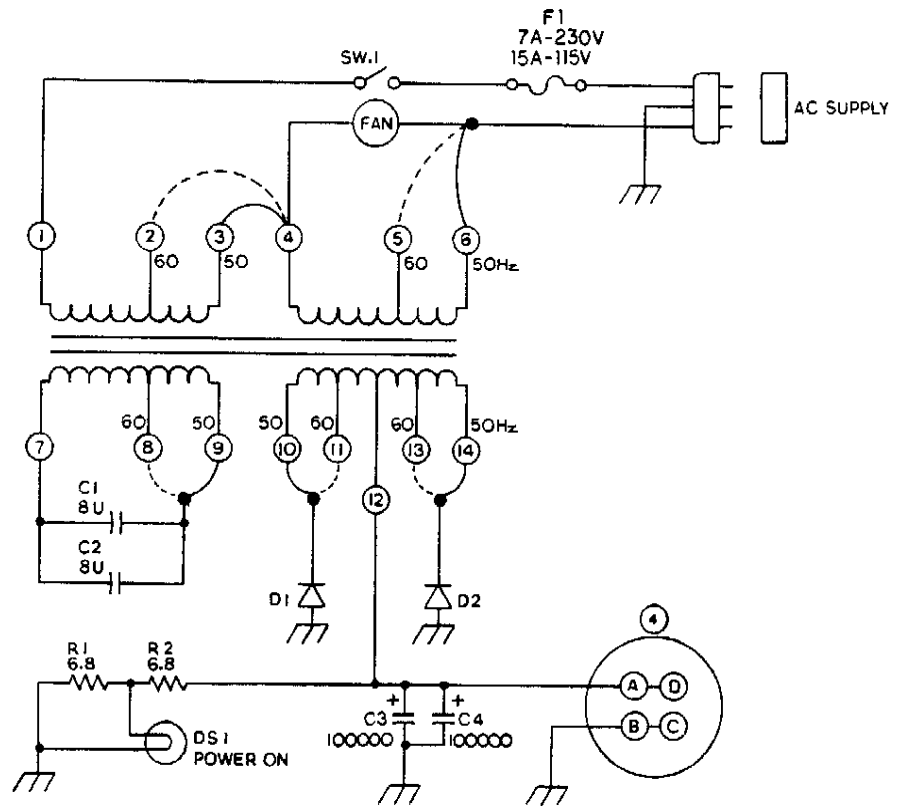 F1
7A-230V
15A-115V
SW.1
AC SUPPLY
FAN
1
2
3
4
5
6
60
50
60
50Hz
60
50
50
60
60
50Hz
7
8
9
10
11
12
13
14
C1
8U
C2
8U
D1
D2
4
R1
6.8
R2
6.8
A
D
B
C
C3
+
100000
+
C4
100000
DS1
POWER ON